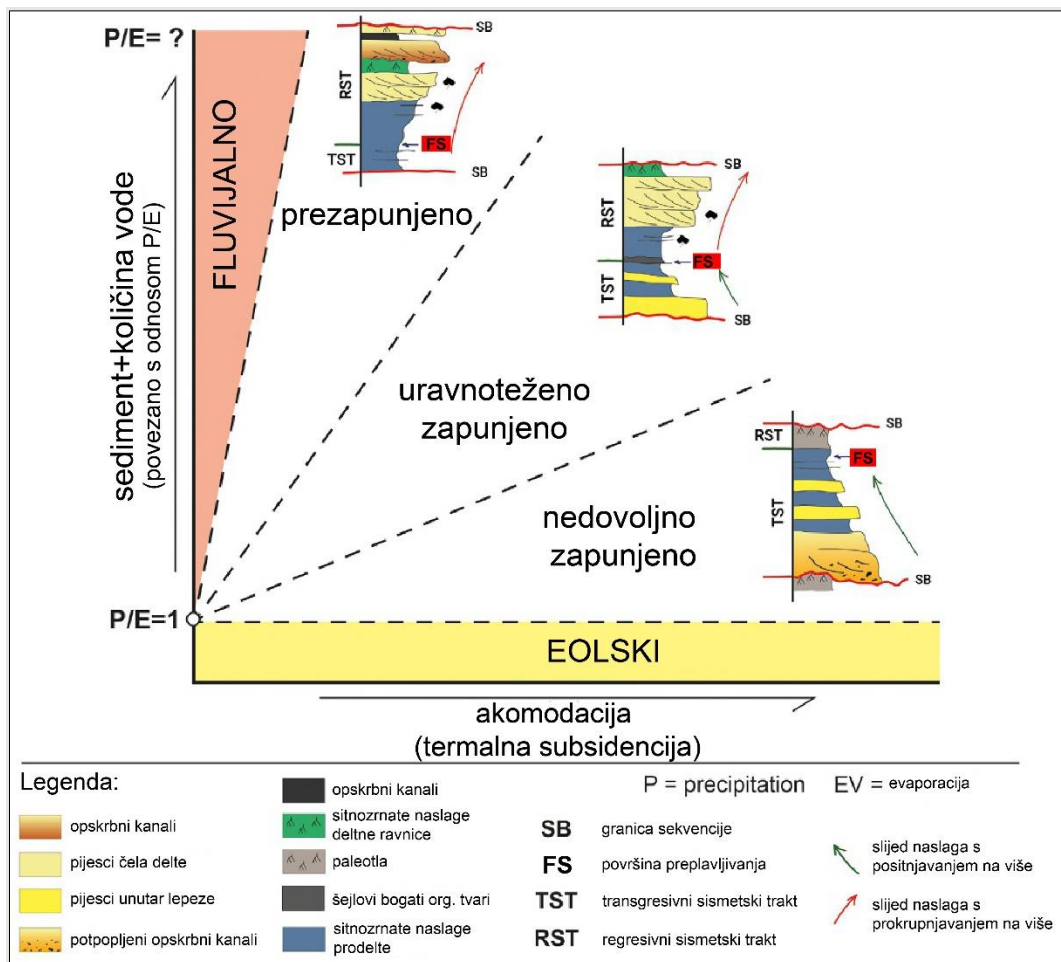 P/E= ?
sediment+količina vode
(povezano s odnosom P/E)
P/E=1
FLUVIJALNO
SB
RST
FS
TST
SB
prezapunjeno
SB
RST
FS
TST
SB
uravnoteženo
zapunjeno
SB
RST
FS
TST
SB
nedovoljno
zapunjeno
EOLSKI
akomodacija
(termalna subsidencija)
Legenda:
opskrbni kanali
pijesci čela delte
pijesci unutar lepeze
potpopljeni opskrbni kanali
opskrbni kanali
sitnozrnate naslage
deltne ravnice
paleotla
šejlovi bogati org. tvari
sitnozrnate naslage
prodelte
P = precipitation
SB granica sekvencije
FS površina preplavljivanja
TST transgresivni sismetski trakt
RST regresivni sismetski trakt
EV = evaporacija
slijed naslaga s
positnjavanjem na više
slijed naslaga s
prokrupnjavanjem na više